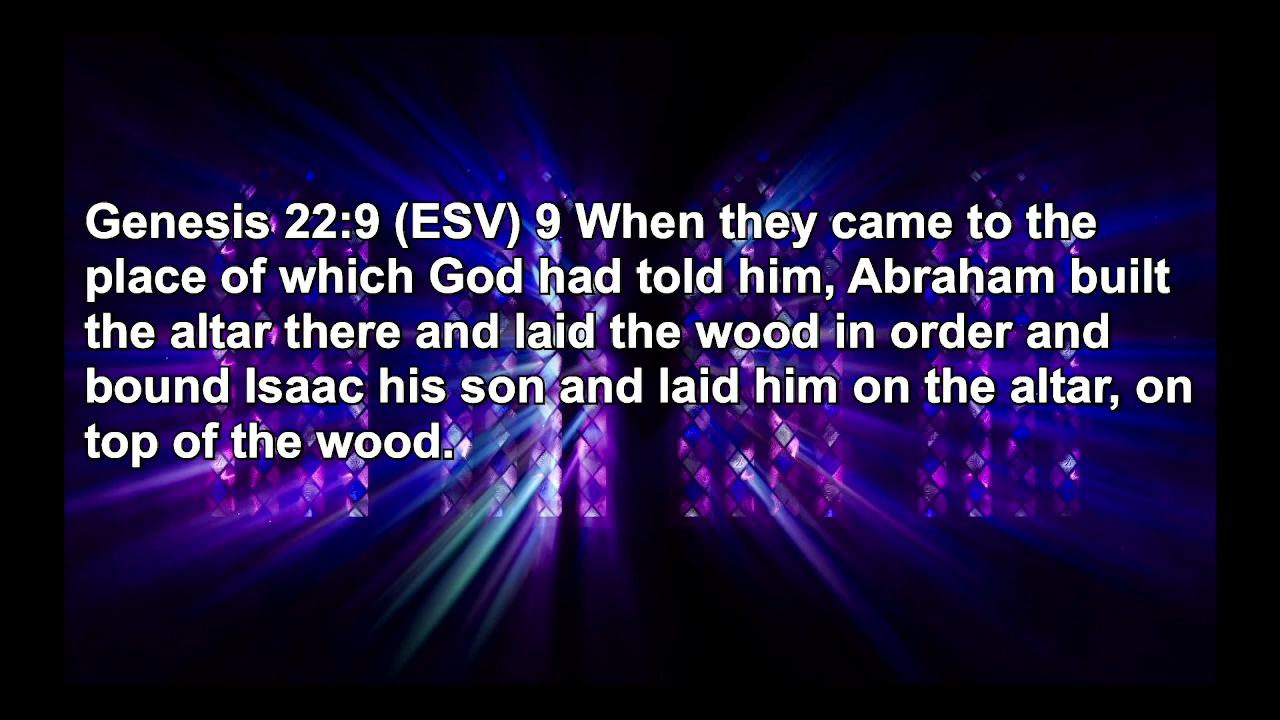 Genesis 22:9 (ESV) 9 When they came to the
place of which God had told him, Abraham built
the altar there and laid the wood in order and
bound Isaac his son and laid him on the altar, on
top of the wood.